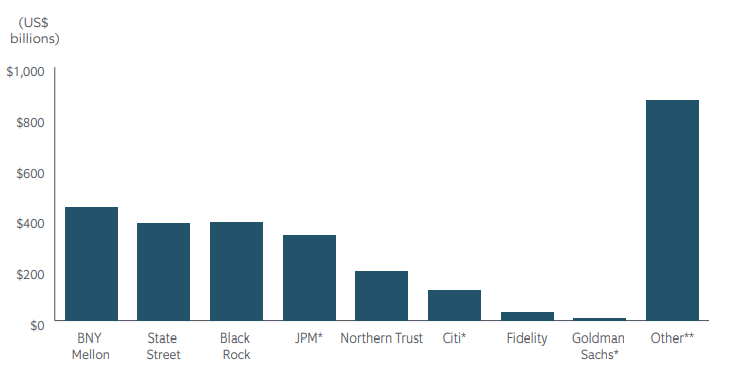 (US$
billions)
$1,000
$800
$600
$400
$200
$0
BNY
Mellon
State
Street
Black
Rock
JPM*
Northern Trust
Citi*
Fidelity
Goldman
Sachs*
Other**